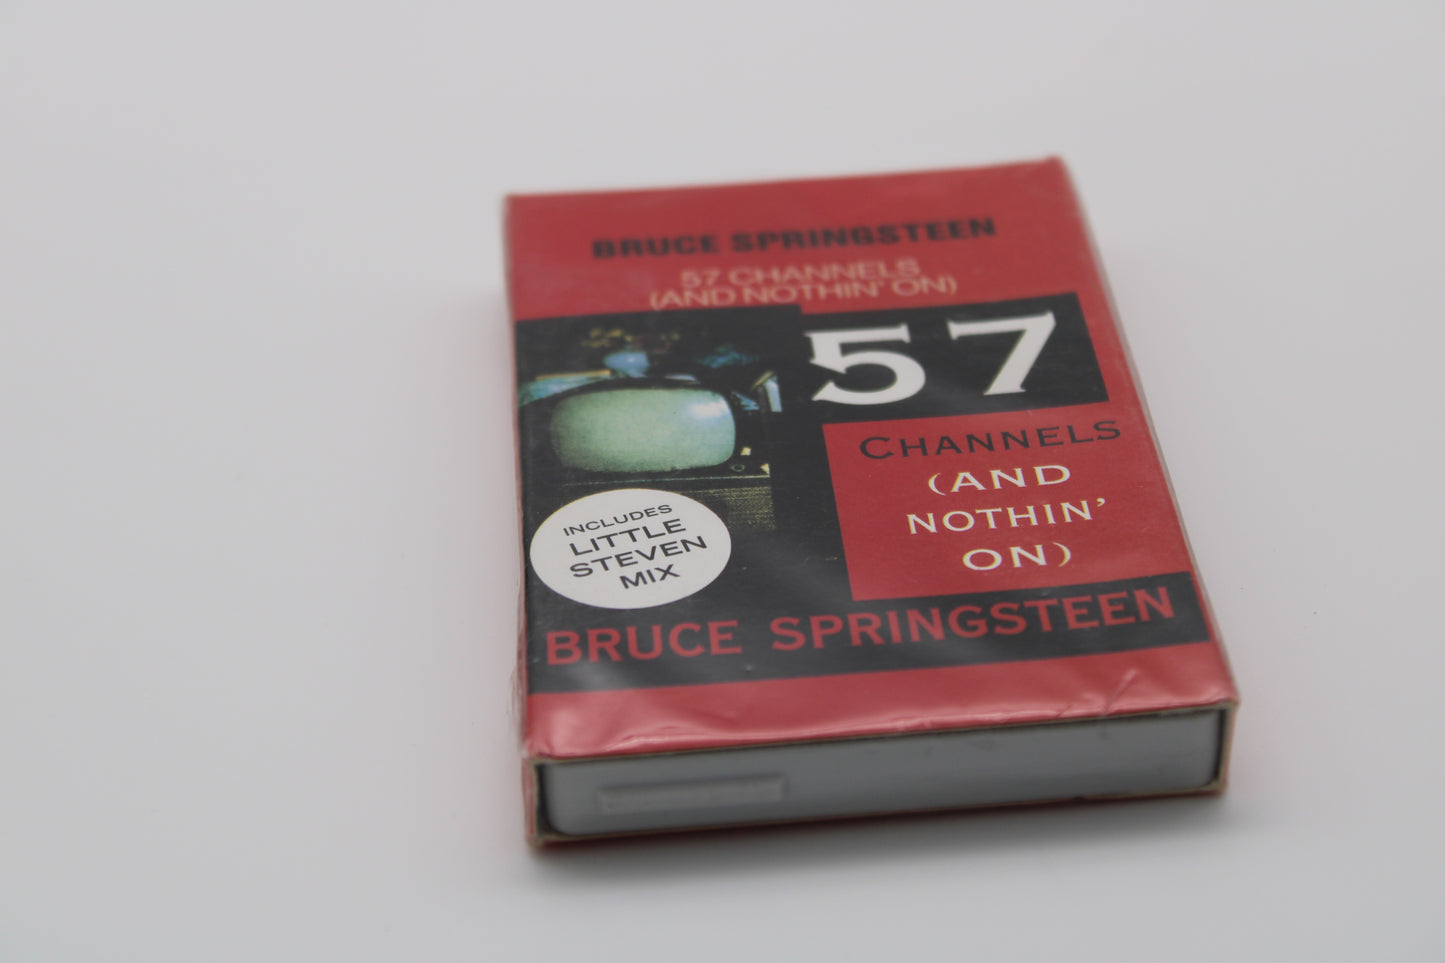 BRUCE SPRINGSTEEN
57 CHANNELS
(AND NOTHIN' ON)
57
CHANNELS
(AND
NOTHIN'
ON)
INCLUDES
LITTLE
STEVEN
MIX
BRUCE SPRINGSTEEN